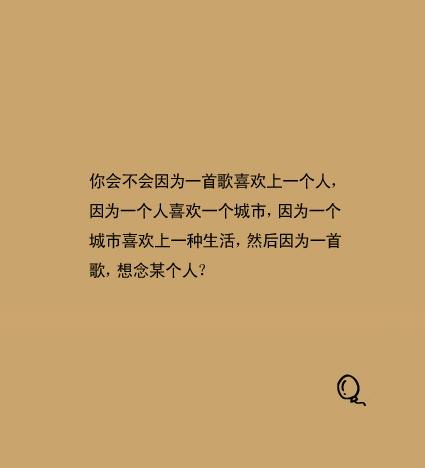 你会不会因为一首歌喜欢上一个人，
因为一个人喜欢一个城市，因为一个
城市喜欢上一种生活，然后因为一首
歌，想念某个人？